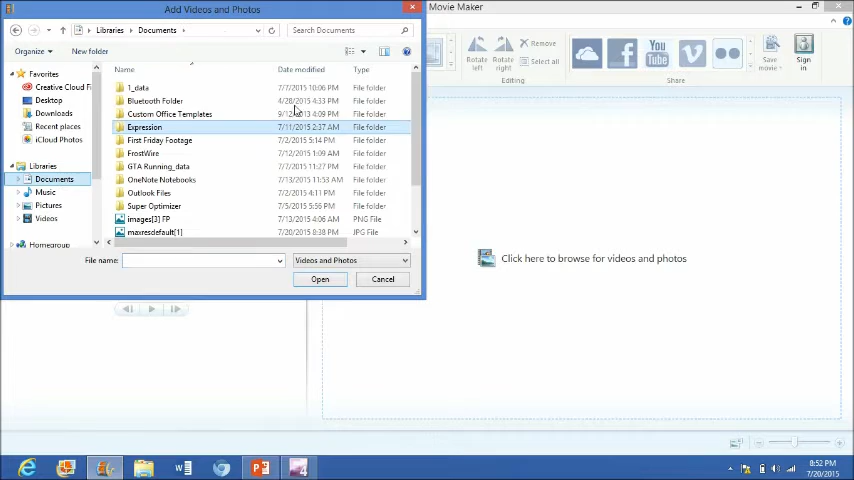 Add Videos and Photos
Movie Maker
Libraries
Documents
Search Documents
Organize
New folder
Remove
Select all
Rotate left
Rotate right
Editing
You Tube
Share
Save movie
Sign in
Name
Date modified
Type
Favorites
Creative Cloud Fi
Desktop
Downloads
Recent places
iCloud Photos
Libraries
Documents
Music
Pictures
Videos
Homegroup
1_data 7/7/2015 10:06 PM File folder
Bluetooth Folder 4/28/2015 4:33 PM File folder
Custom Office Templates 4:09 PM File folder
Expression 7/11/2015 2:37 AM File folder
First Friday Footage 7/2/2015 5:14 PM File folder
FrostWire 7/12/2015 1:09 AM File folder
GTA Running_data 7/7/2015 11:27 PM File folder
OneNote Notebooks 7/13/2015 11:53 AM File folder
Outlook Files 7/2/2015 4:11 PM File folder
Super Optimizer 7/5/2015 5:56 PM File folder
images[3] FP 7/13/2015 4:06 AM PNG File
maxresdefault[1] 7/20/2015 8:38 PM JPG File
File name:
Videos and Photos
Open
Cancel
Click here to browse for videos and photos
8:52 PM
7/20/2015